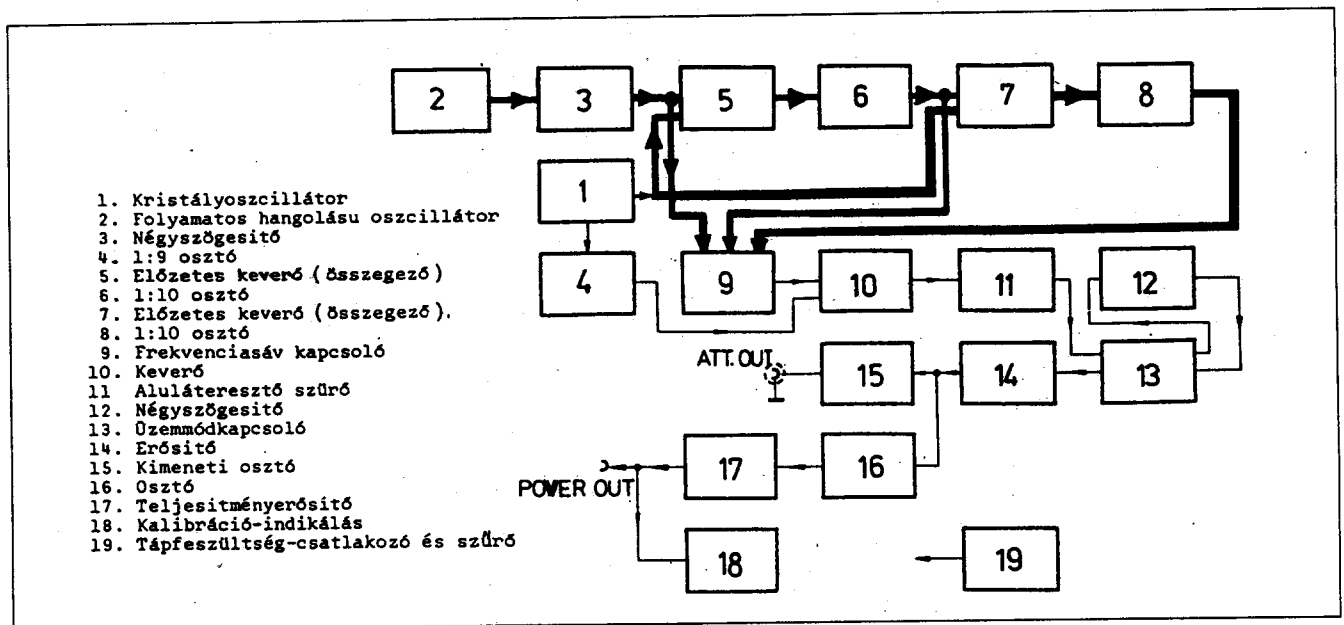 2
3
5
6
7
8
1
4
9
10
11
12
ATT. OUT
15
14
13
POWER OUT
17
16
18
19
1. Kristályoszcillátor
2. Folyamatos hangolásu oszcillátor
3. Négyszögesitő
4. 1:9 osztó
5. Előzetes keverő (összegező)
6. 1:10 osztó
7. Előzetes keverő (összegező).
8. 1:10 osztó
9. Frekvenciasáv kapcsoló
10. Keverő
11 Aluláteresztő szűrő
12. Négyszögesitő
13. Üzemmódkapcsoló
14. Erősitő
15. Kimeneti osztó
16. Osztó
17. Teljesitményerősítő
18. Kalibráció-indikálás
19. Tápfeszültség-csatlakozó és szűrő